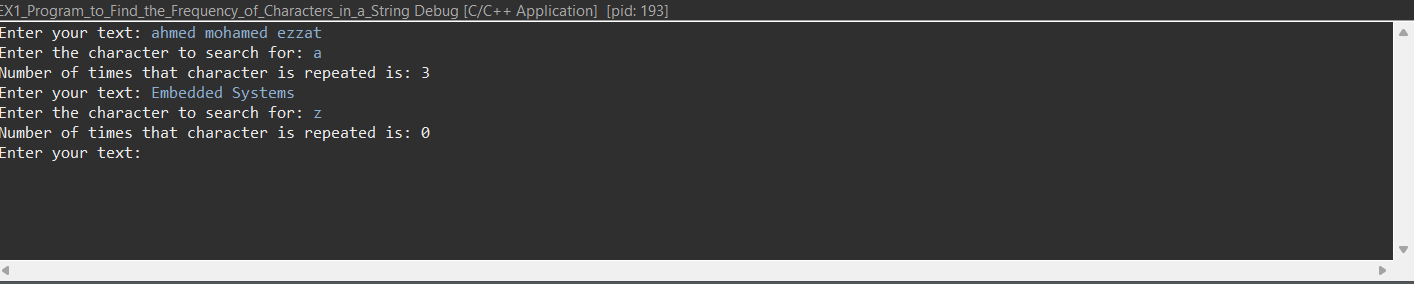 EX1_Program_to_Find_the_Frequency_of_Characters_in_a_String Debug [C/C++ Application] [pid: 193]
Enter your text: ahmed mohamed ezzat
Enter the character to search for: a
Number of times that character is repeated is: 3
Enter your text: Embedded Systems
Enter the character to search for: z
Number of times that character is repeated is: 0
Enter your text: